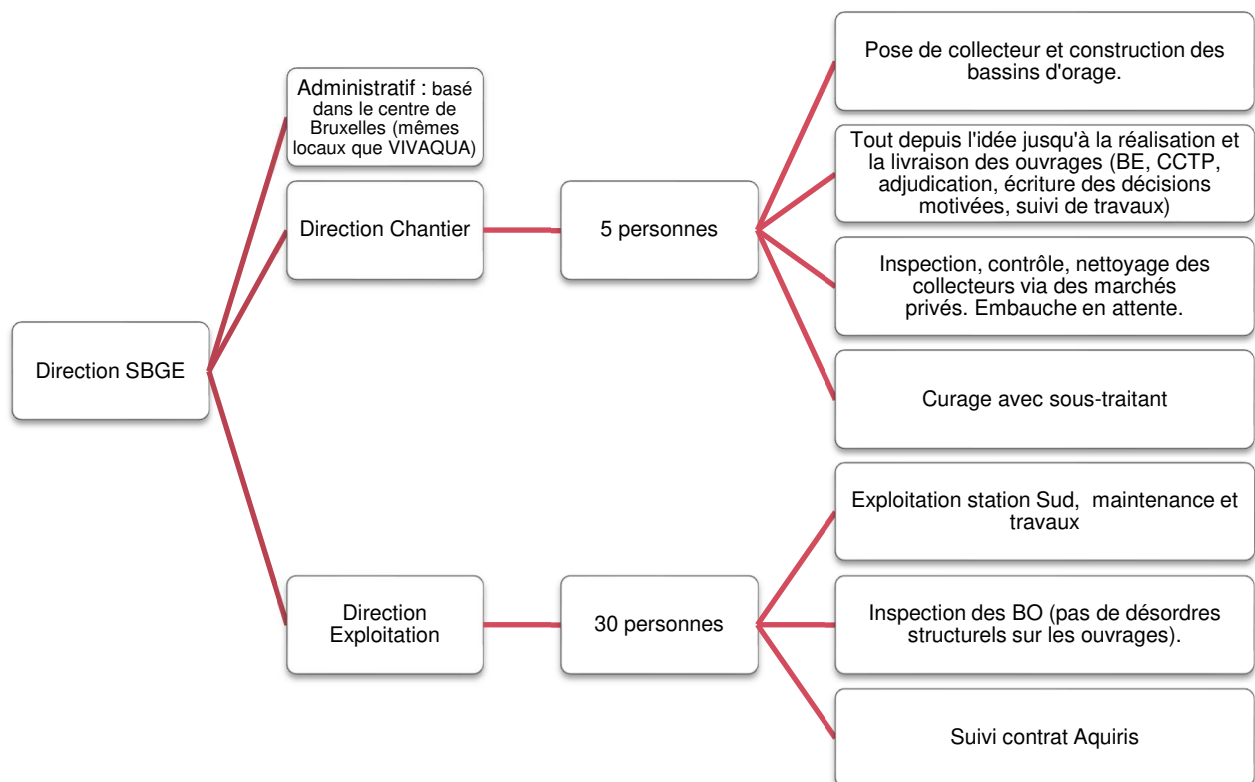 Direction SBGE
Administratif : basé
dans le centre de
Bruxelles (mêmes
locaux que VIVAQUA)
Direction Chantier
5 personnes
Pose de collecteur et construction des
bassins d'orage.
Tout depuis l'idée jusqu'à la réalisation et
la livraison des ouvrages (BE, CCTP,
adjudication, écriture des décisions
motivées, suivi de travaux)
Inspection, contrôle, nettoyage des
collecteurs via des marchés
privés. Embauche en attente.
Curage avec sous-traitant
Direction
Exploitation
30 personnes
Exploitation station Sud,  maintenance et
travaux
Inspection des BO (pas de désordres
structurels sur les ouvrages).
Suivi contrat Aquiris